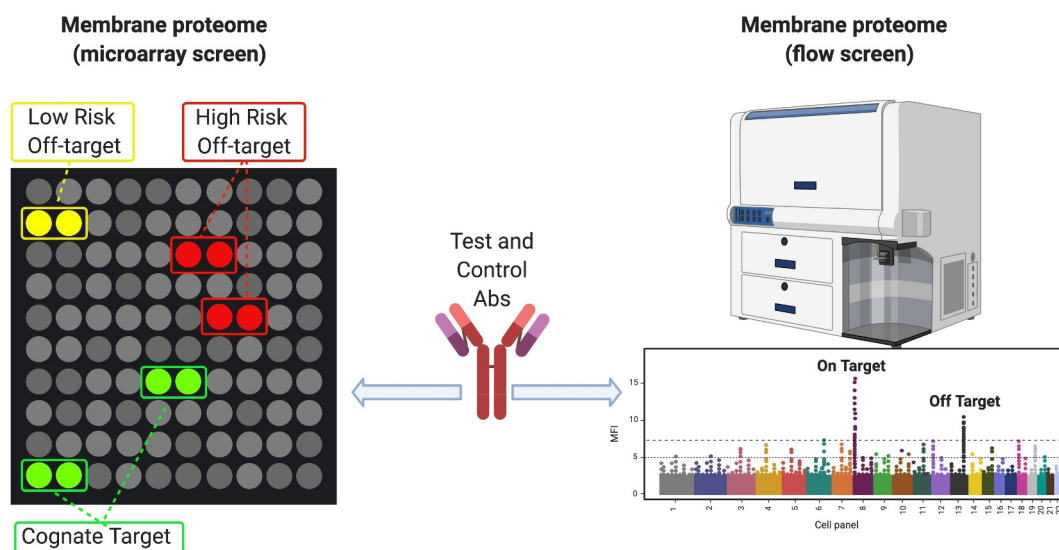 Membrane proteome
(microarray screen)
Membrane proteome
(flow screen)
Low Risk
Off-target
High Risk
Off-target
Test and
Control
Abs
Cognate Target
On Target
Off Target
MFI
15
10
5
0
1 2 3 4 5 6 7 8 9 10 11 12 13 14 15 16 17 18 19 20 21 22
Cell panel